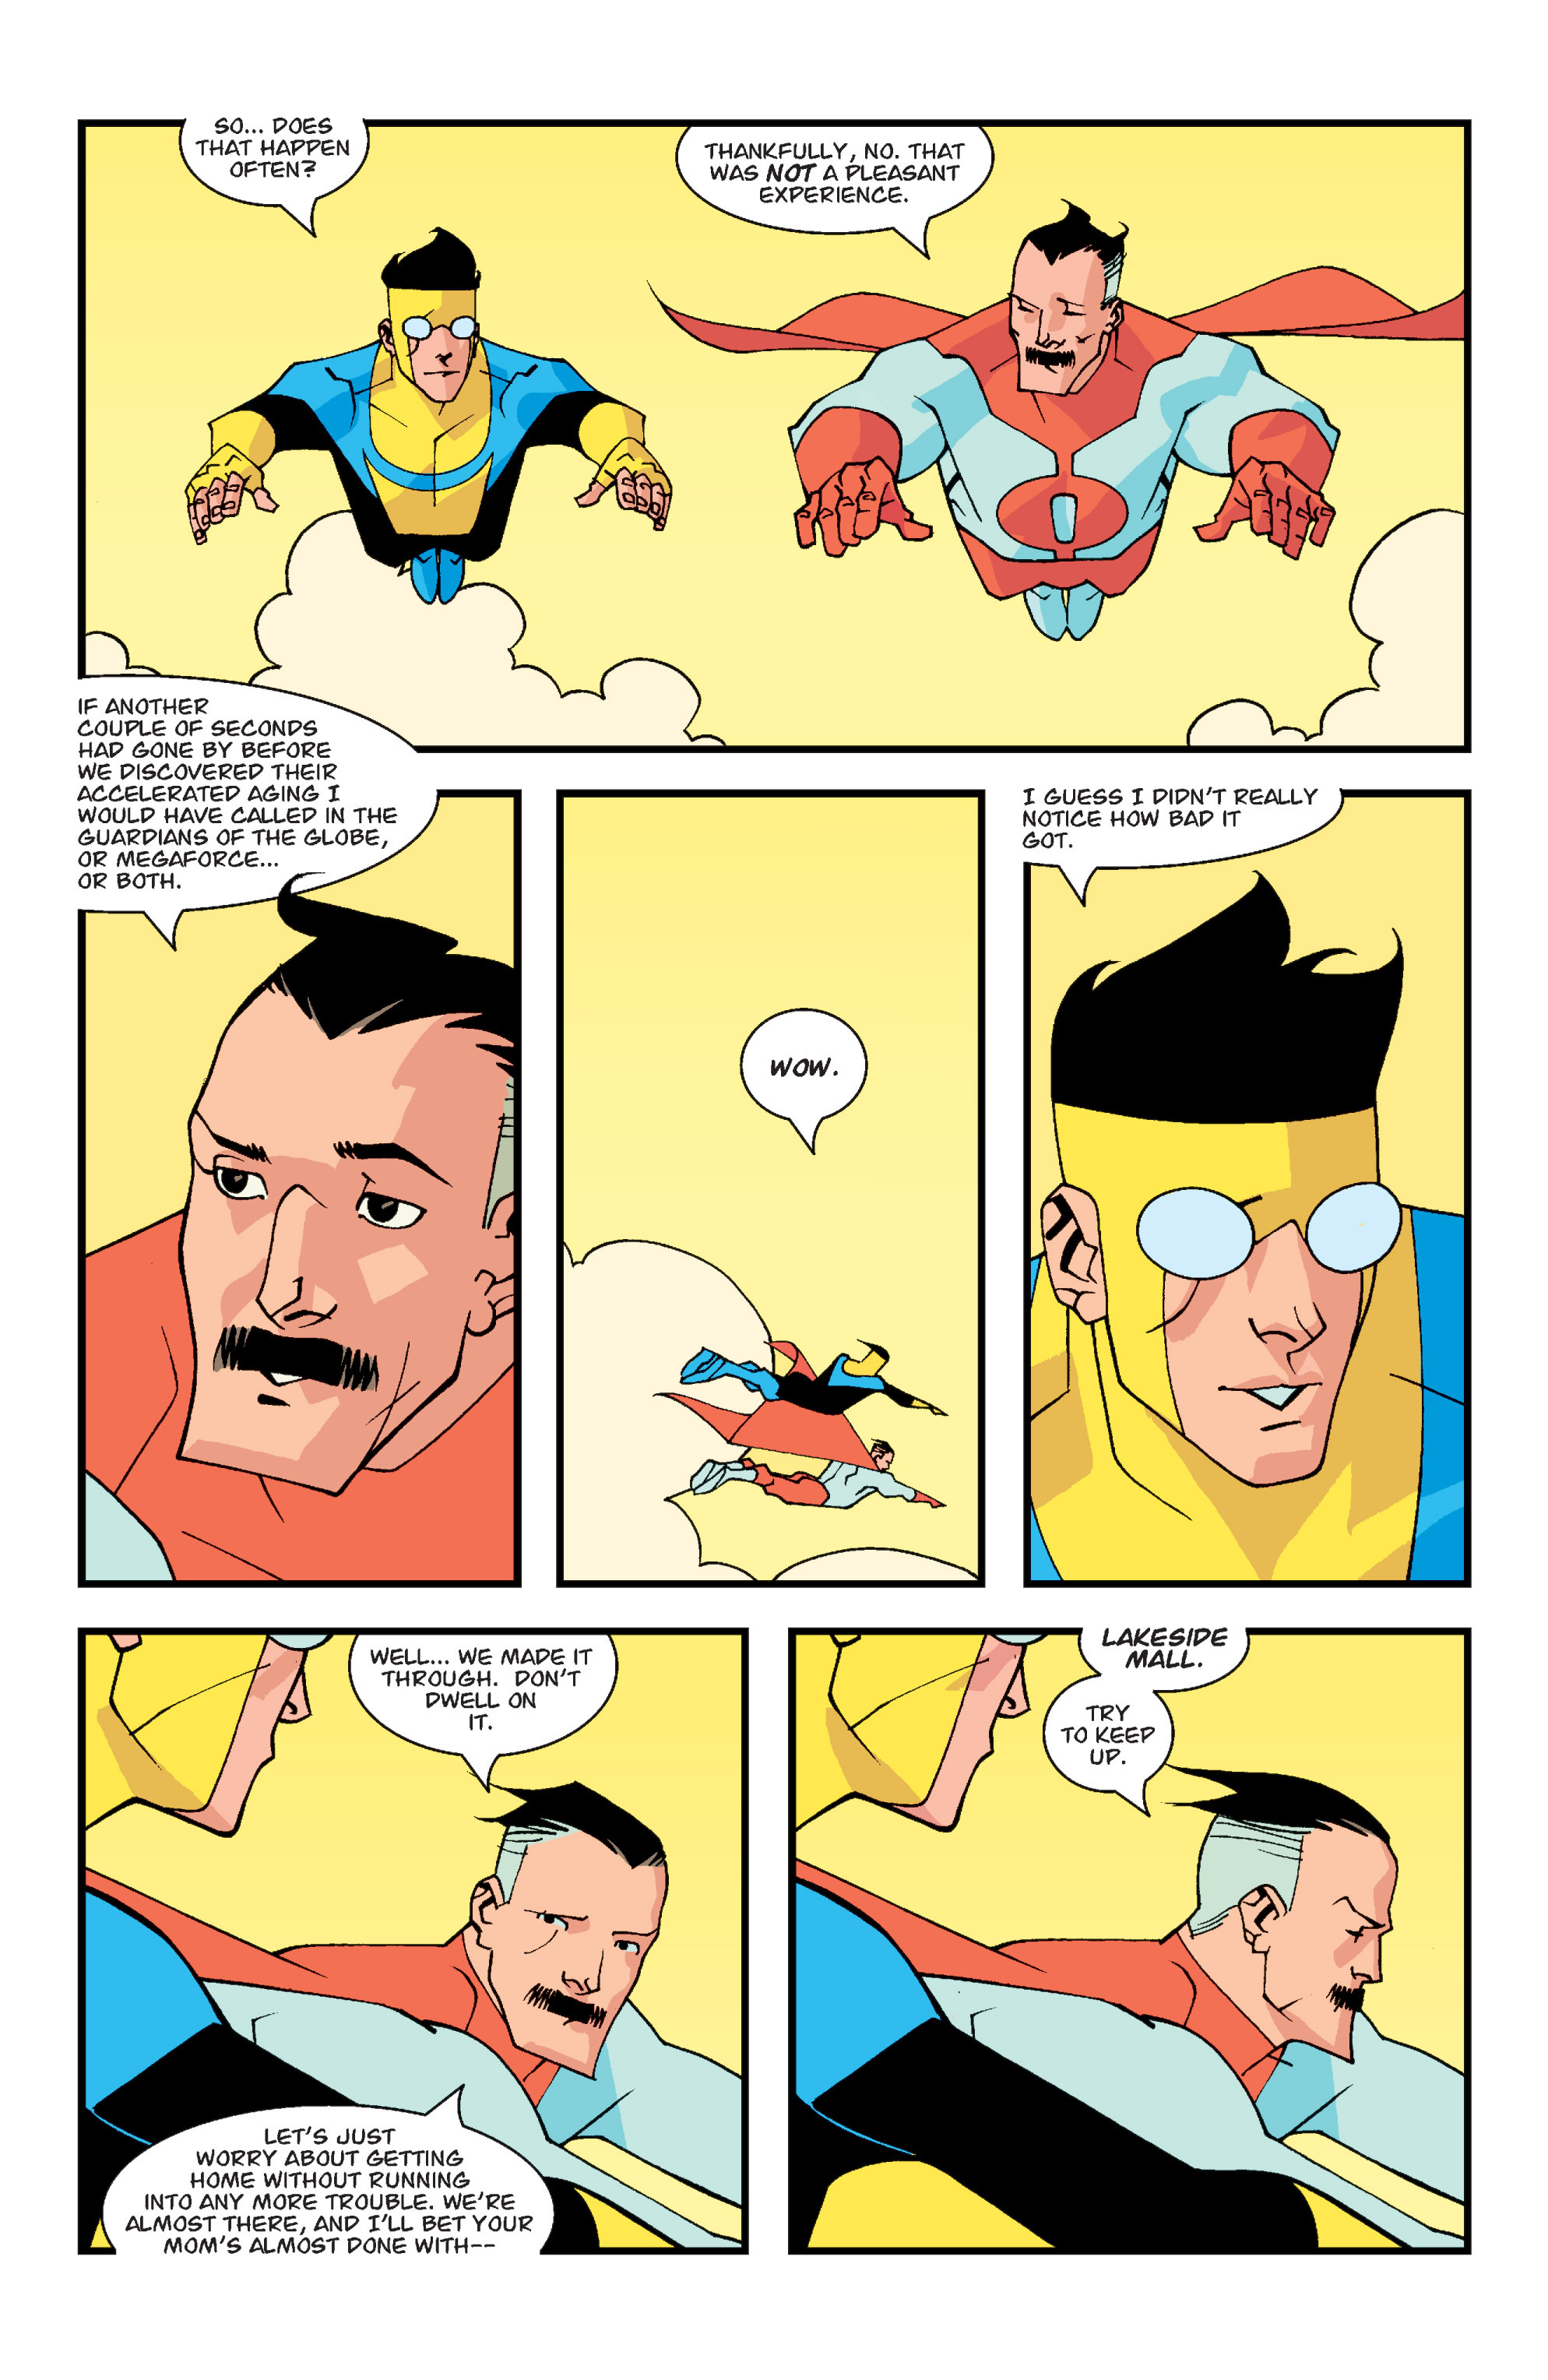 SO... DOES
THAT HAPPEN
OFTEN?
THANKFULLY, NO. THAT
WAS NOT A PLEASANT
EXPERIENCE.
IF ANOTHER
COUPLE OF SECONDS
HAD GONE BY BEFORE
WE DISCOVERED THEIR
ACCELERATED AGING I
WOULD HAVE CALLED IN THE
GUARDIANS OF THE GLOBE,
OR MEGAFORCE...
OR BOTH.
WOW.
I GUESS I DIDN'T REALLY
NOTICE HOW BAD IT
GOT.
WELL... WE MADE IT
THROUGH. DON'T
DWELL ON
IT.
LET'S JUST
WORRY ABOUT GETTING
HOME WITHOUT RUNNING
INTO ANY MORE TROUBLE. WE'RE
ALMOST THERE, AND I'LL BET YOUR
MOM'S ALMOST DONE WITH--
LAKESIDE
MALL.
TRY
TO KEEP
UP.